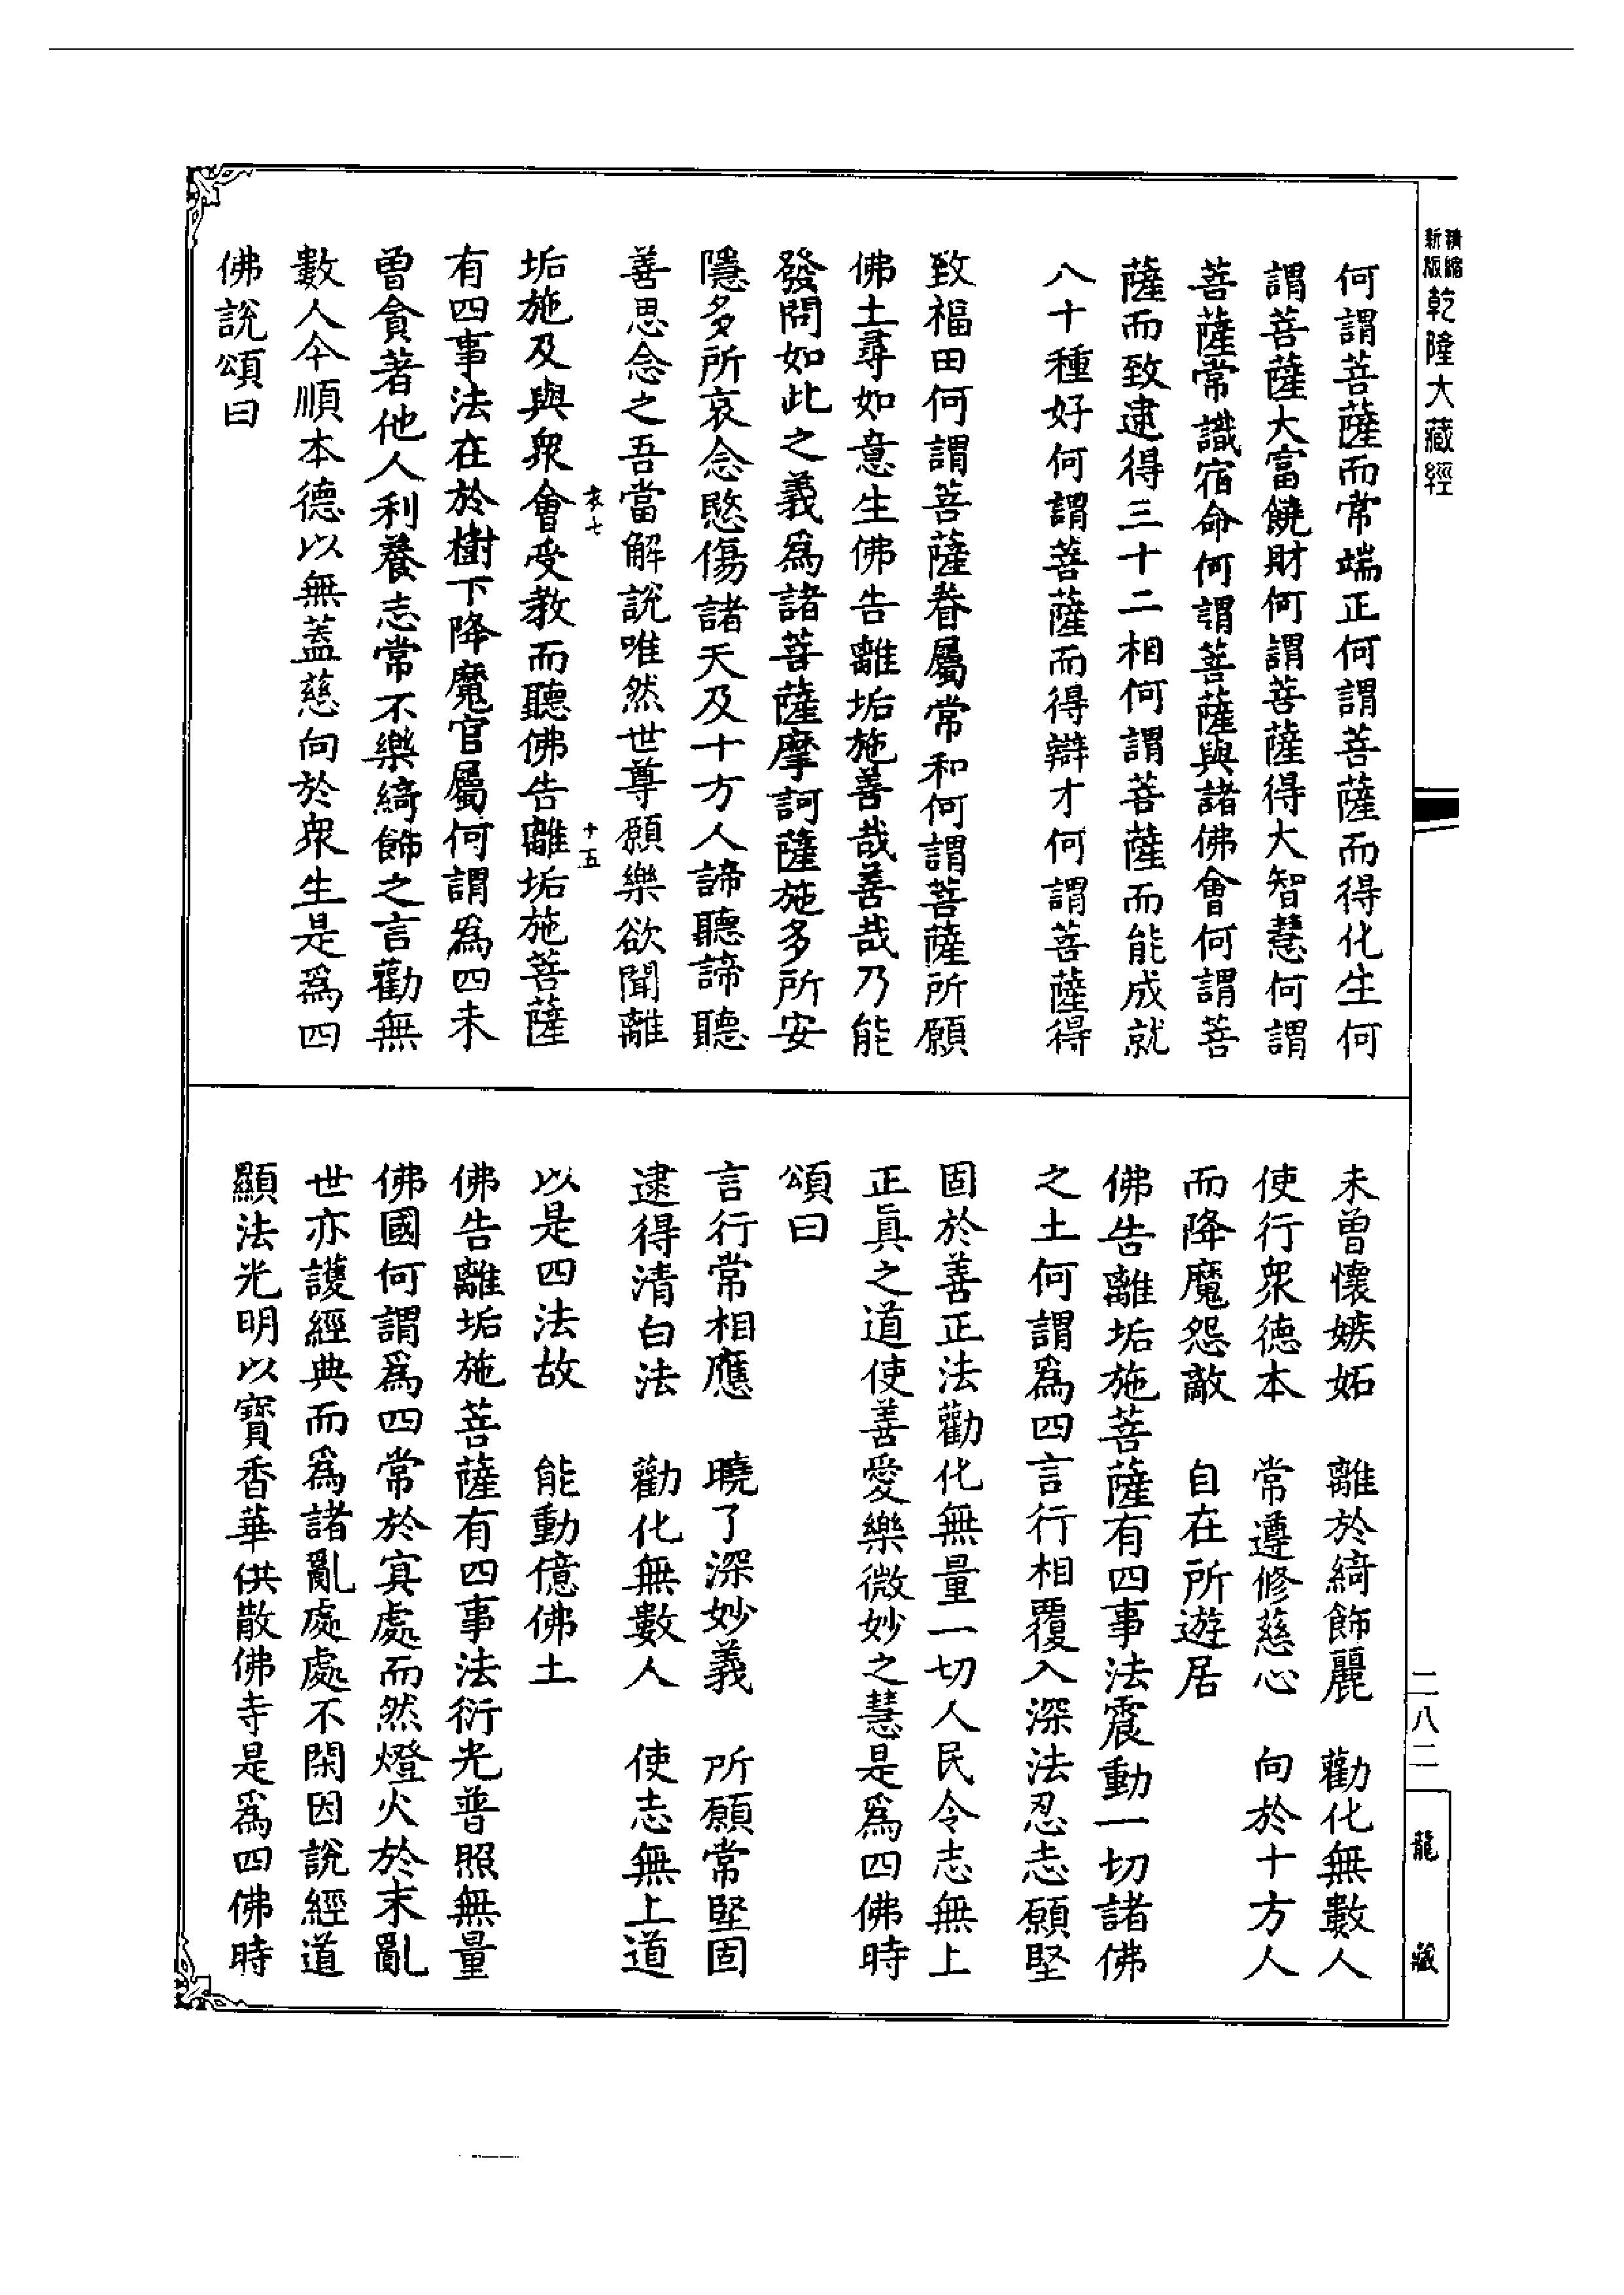 精縮新版乾隆大藏經
何謂菩薩而常端正何謂菩薩而得化生何
謂菩薩大富饒財何謂菩薩得大智慧何謂
菩薩常識宿命何謂菩薩與諸佛會何謂菩
薩而致逮得三十二相何謂菩薩而能成就
八十種好何謂菩薩而得辯才何謂菩薩得
致福田何謂菩薩眷屬常和何謂菩薩所願
佛土尋如意生佛告離垢施善哉善哉乃能
發問如此之義爲諸菩薩摩訶薩施多所安
隱多所哀念愍傷諸天及十方人諦聽諦聽
善思念之吾當解說唯然世尊願樂欲聞離
亥七 十五
垢施及與衆會受教而聽佛告離垢施菩薩
有四事法在於樹下降魔官屬何謂爲四未
曾貪著他人利養志常不樂綺飾之言勸無
數人令順本德以無蓋慈向於衆生是爲四
佛說頌曰
未曾懷嫉妬 離於綺飾麗 勸化無數人
使行衆德本 常遵修慈心 向於十方人
而降魔怨敵 自在所遊居
佛告離垢施菩薩有四事法震動一切諸佛
之土何謂爲四言行相覆入深法忍志願堅
固於善正法勸化無量一切人民令志無上
正眞之道使善愛樂微妙之慧是爲四佛時
頌曰
言行常相應 曉了深妙義 所願常堅固
逮得清白法 勸化無數人 使志無上道
以是四法故 能動億佛土
佛告離垢施菩薩有四事法衍光普照無量
佛國何謂爲四常於冥處而然燈火於末亂
世亦護經典而爲諸亂處處不閑因說經道
顯法光明以寶香華供散佛寺是爲四佛時
二八二
龍藏